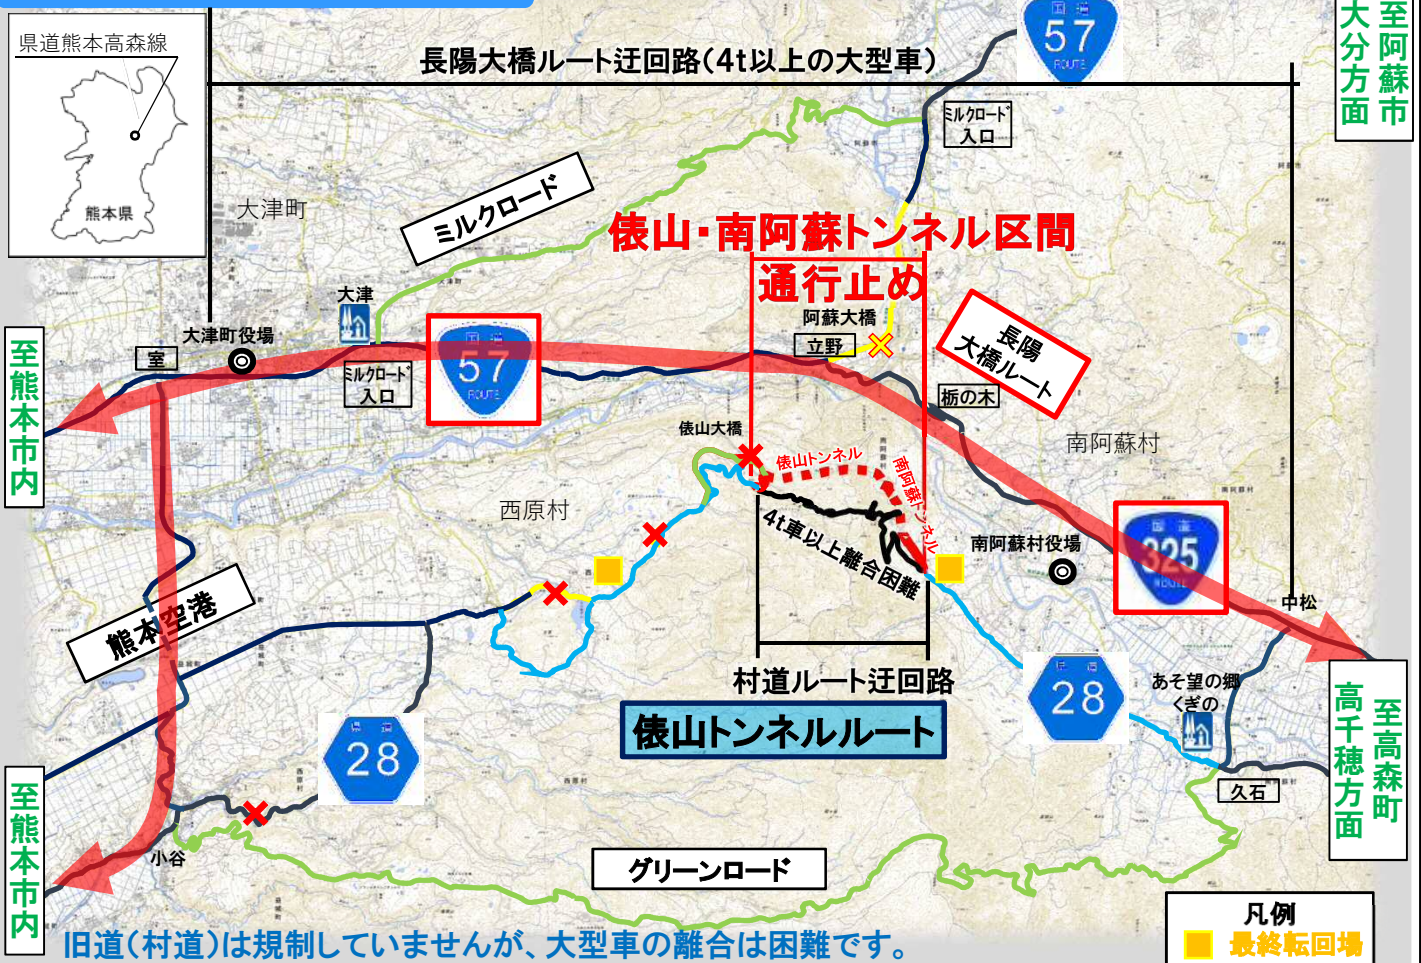 県道熊本高森線
熊本県
国道
57
ROUTE
至阿蘇市
大分方面
長陽大橋ルート迂回路(4t以上の大型車)
ミルクロード
入口
大津町
ミルクロード
俵山・南阿蘇トンネル区間
通行止め
阿蘇大橋
立野
長陽
大橋ルート
大津
大津町役場
室
ミルクロード
入口
国道
57
ROUTE
栃の木
至熊本市内
南阿蘇村
俵山大橋
俵山トンネル
南阿蘇トンネル
西原村
4t車以上離合困難
南阿蘇村役場
国道
325
ROUTE
中松
熊本空港
村道ルート迂回路
俵山トンネルルート
県道
28
県道
28
あそ望の郷
くぎの
久石
至高森町
高千穂方面
至熊本市内
小谷
グリーンロード
旧道(村道)は規制していませんが、大型車の離合は困難です。
凡例
最終転回場